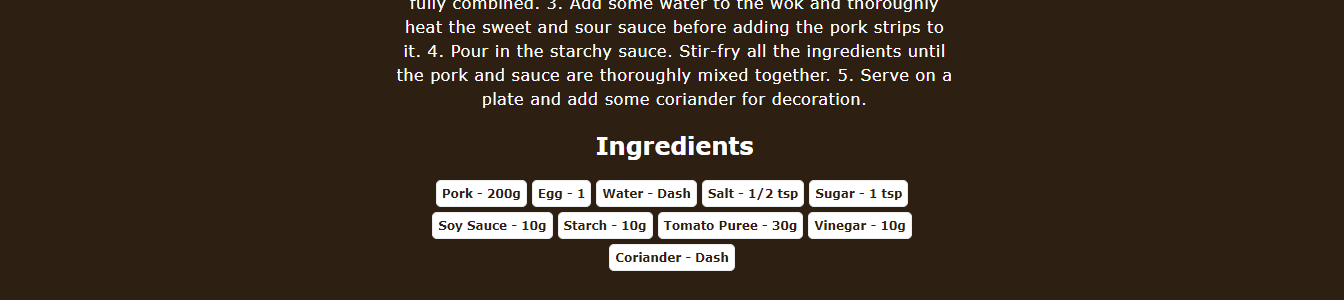 fully combined. 3. Add some water to the wok and thoroughly
heat the sweet and sour sauce before adding the pork strips to
it. 4. Pour in the starchy sauce. Stir-fry all the ingredients until
the pork and sauce are thoroughly mixed together. 5. Serve on a
plate and add some coriander for decoration.
Ingredients
Pork - 200g Egg - 1 Water - Dash Salt - 1/2 tsp Sugar - 1 tsp
Soy Sauce - 10g Starch - 10g Tomato Puree - 30g Vinegar - 10g
Coriander - Dash